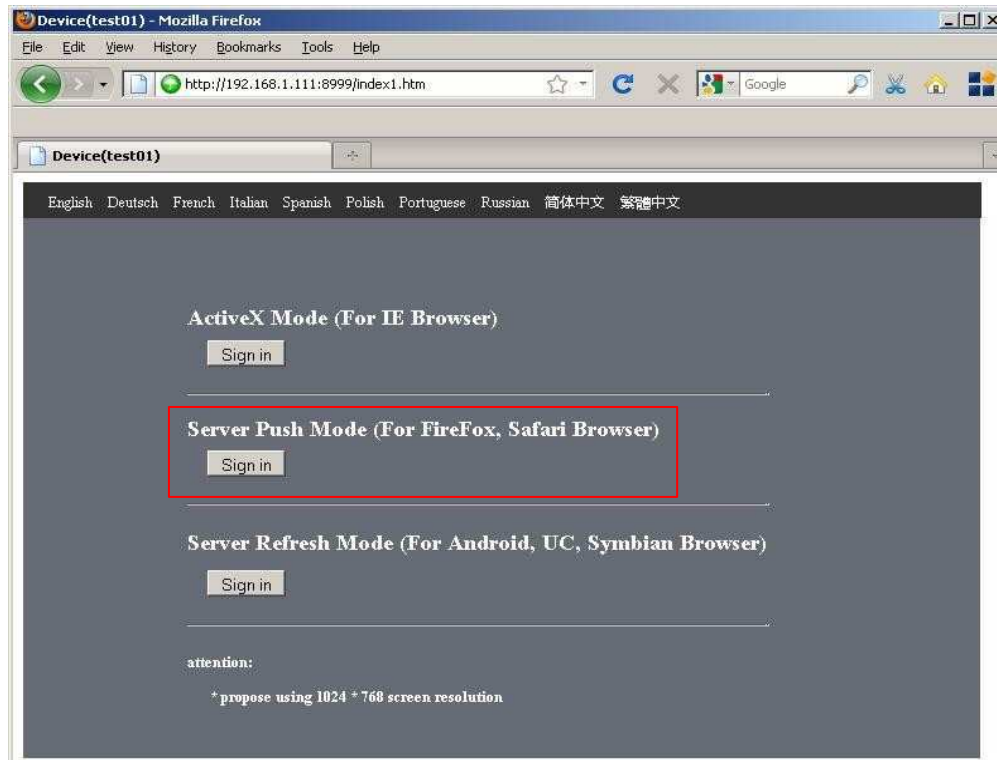 Device(test01) - Mozilla Firefox
File Edit View History Bookmarks Tools Help
http://192.168.1.111:8999/index1.htm Google
Device(test01)
English Deutsch French Italian Spanish Polish Portuguese Russian 简体中文 繁體中文
ActiveX Mode (For IE Browser)
Sign in
Server Push Mode (For FireFox, Safari Browser)
Sign in
Server Refresh Mode (For Android, UC, Symbian Browser)
Sign in
attention:
* propose using 1024 * 768 screen resolution